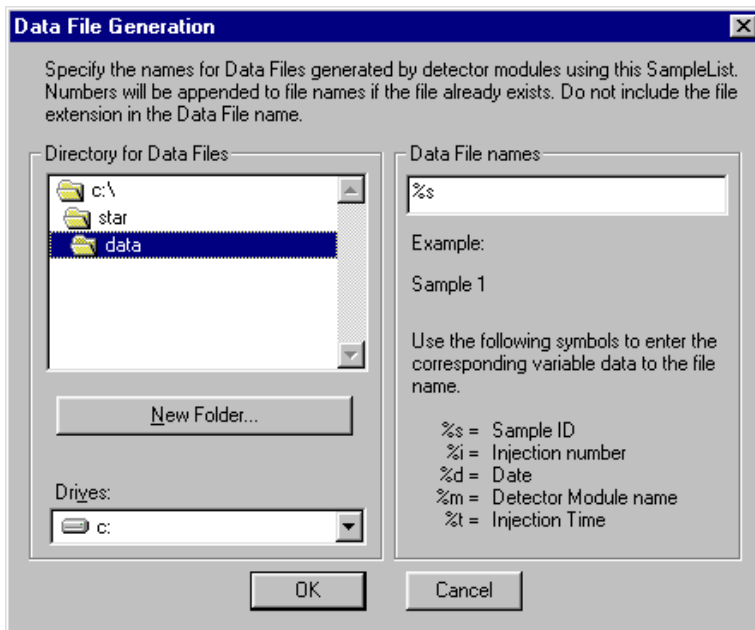 Data File Generation
Specify the names for Data Files generated by detector modules using this SampleList.
Numbers will be appended to file names if the file already exists. Do not include the file
extension in the Data File name.
Directory for Data Files
c:\
star
data
New Folder...
Drives:
c:
Data File names
%s
Example:
Sample 1
Use the following symbols to enter the
corresponding variable data to the file
name.
%s = Sample ID
%i = Injection number
%d = Date
%m = Detector Module name
%t = Injection Time
OK
Cancel